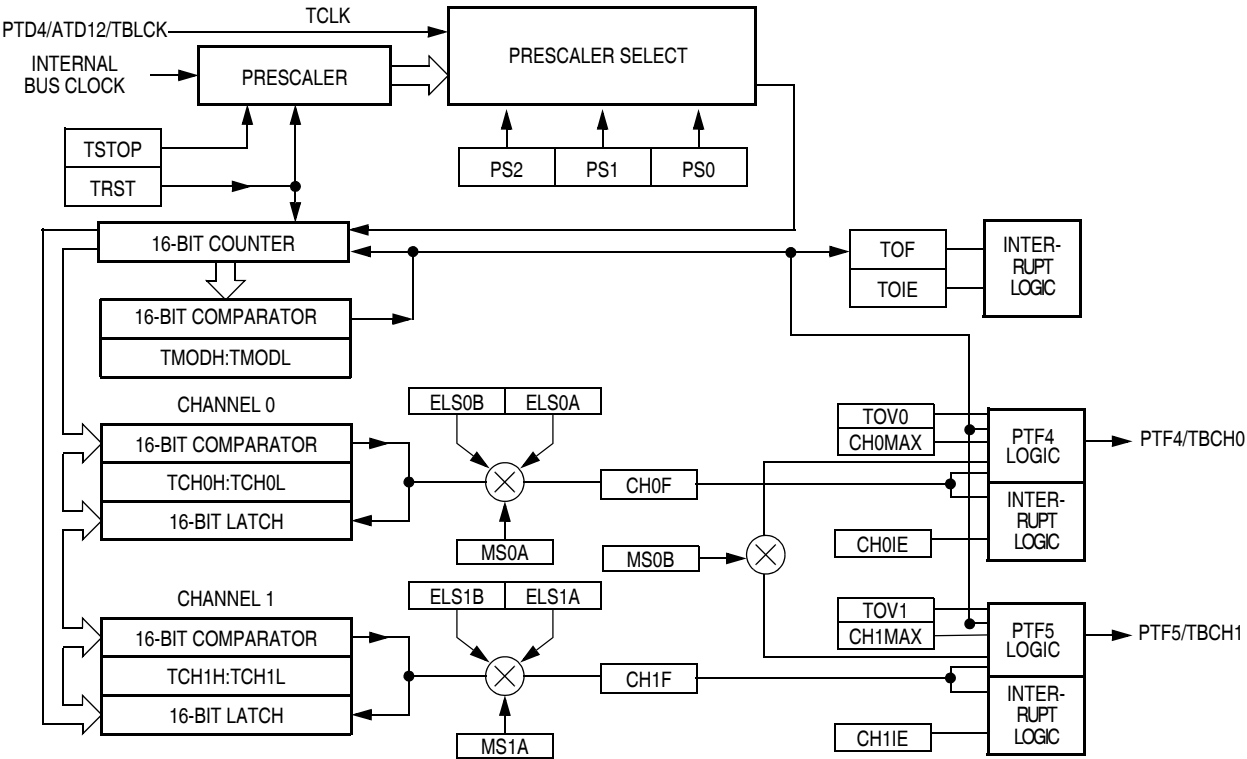 TCLK
PTD4/ATD12/TBLCK
PRESCALER SELECT
INTERNAL
BUS CLOCK
PRESCALER
TSTOP
TRST
PS2
PS1
PS0
16-BIT COUNTER
TOF
TOIE
INTER-
RUPT
LOGIC
16-BIT COMPARATOR
TMODH:TMODL
CHANNEL 0
ELS0B
ELS0A
16-BIT COMPARATOR
TCH0H:TCH0L
16-BIT LATCH
MS0A
CH0F
TOV0
CH0MAX
PTF4
LOGIC
PTF4/TBCH0
INTER-
RUPT
LOGIC
CH0IE
MS0B
CHANNEL 1
ELS1B
ELS1A
16-BIT COMPARATOR
TCH1H:TCH1L
16-BIT LATCH
MS1A
CH1F
TOV1
CH1MAX
PTF5
LOGIC
PTF5/TBCH1
INTER-
RUPT
LOGIC
CH1IE